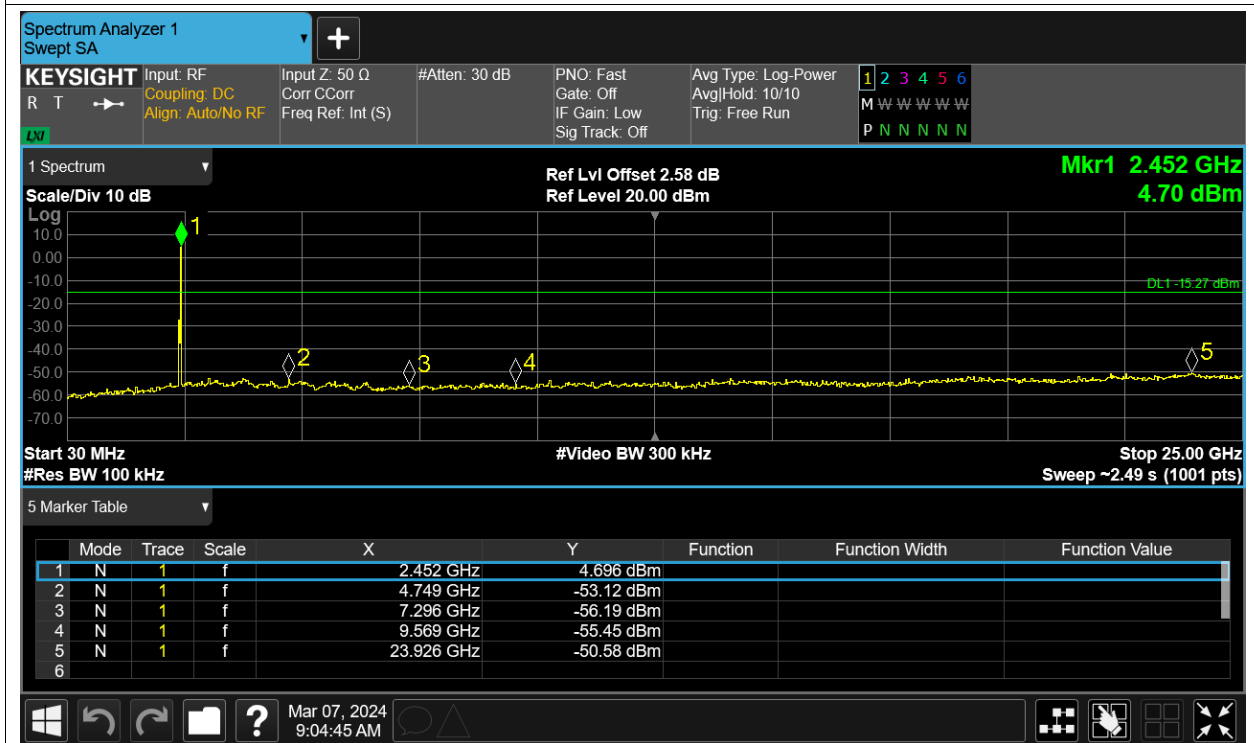 Spectrum Analyzer 1
Swept SA
+
KEYSIGHT
R T
LXI
Input: RF
Coupling: DC
Align: Auto/No RF
Input Z: 50 Ω
Corr CCorr
Freq Ref: Int (S)
#Atten: 30 dB
PNO: Fast
Gate: Off
IF Gain: Low
Sig Track: Off
Avg Type: Log-Power
Avg|Hold: 10/10
Trig: Free Run
1 2 3 4 5 6
M W W W W W
P N N N N N
1 Spectrum
Scale/Div 10 dB
Ref Lvl Offset 2.58 dB
Ref Level 20.00 dBm
Mkr1 2.452 GHz
4.70 dBm
Log
10.0
0.00
-10.0
-20.0
-30.0
-40.0
-50.0
-60.0
-70.0
1
DL1 -15.27 dBm
2
3
4
5
Start 30 MHz
#Res BW 100 kHz
#Video BW 300 kHz
Stop 25.00 GHz
Sweep ~2.49 s (1001 pts)
5 Marker Table
Mode Trace Scale X Y Function Function Width Function Value
1 N 1 f 2.452 GHz 4.696 dBm
2 N 1 f 4.749 GHz -53.12 dBm
3 N 1 f 7.296 GHz -56.19 dBm
4 N 1 f 9.569 GHz -55.45 dBm
5 N 1 f 23.926 GHz -50.58 dBm
6
?
Mar 07, 2024
9:04:45 AM